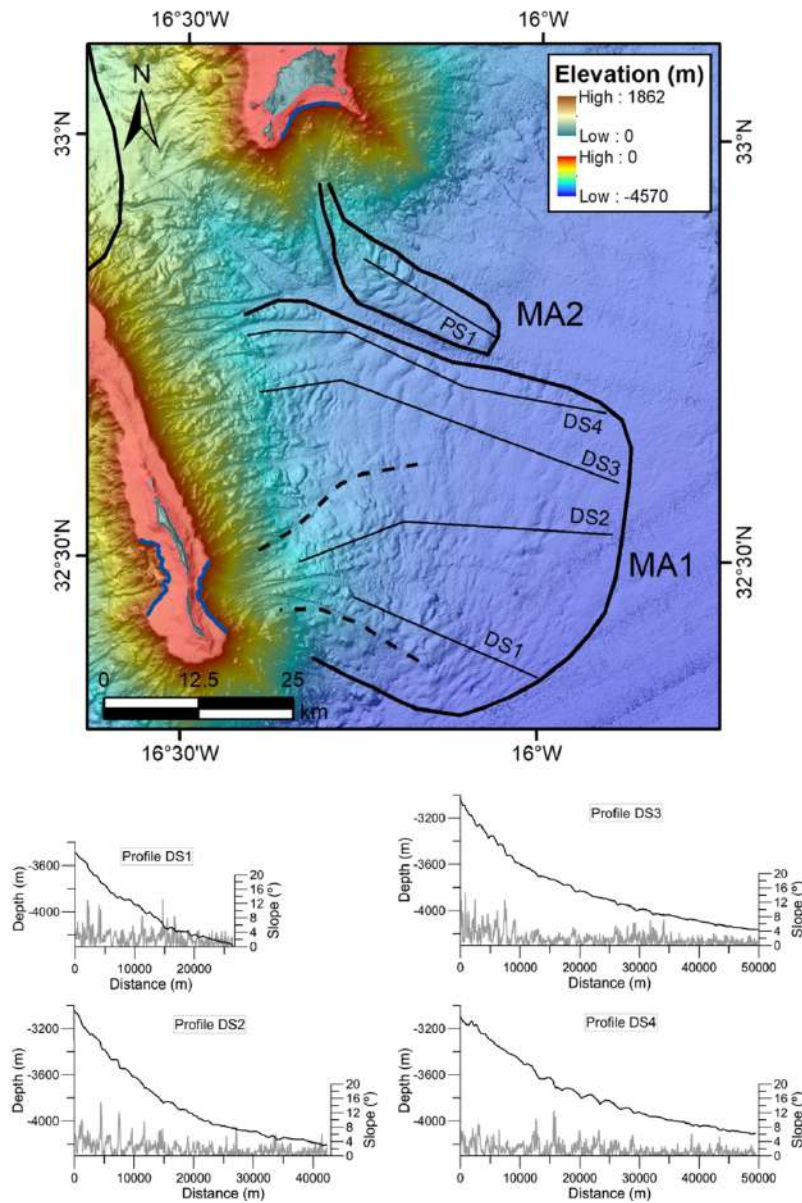 16°30'W 16°W
N
Elevation (m)
High : 1862
Low : 0
High : 0
Low : -4570
33°N 33°N
MA2
PS1
DS4
DS3
DS2
32°30'N 32°30'N
MA1
DS1
0 12.5 25
km
16°30'W 16°W
Profile DS1
Depth (m)
-3600
-4000
Slope (º)
20
16
12
8
4
0
0 10000 20000
Distance (m)
Profile DS3
Depth (m)
-3200
-3600
-4000
Slope (º)
20
16
12
8
4
0
0 10000 20000 30000 40000 50000
Distance (m)
Profile DS2
Depth (m)
-3200
-3600
-4000
Slope (º)
20
16
12
8
4
0
0 10000 20000 30000 40000
Distance (m)
Profile DS4
Depth (m)
-3200
-3600
-4000
Slope (º)
20
16
12
8
4
0
0 10000 20000 30000 40000 50000
Distance (m)